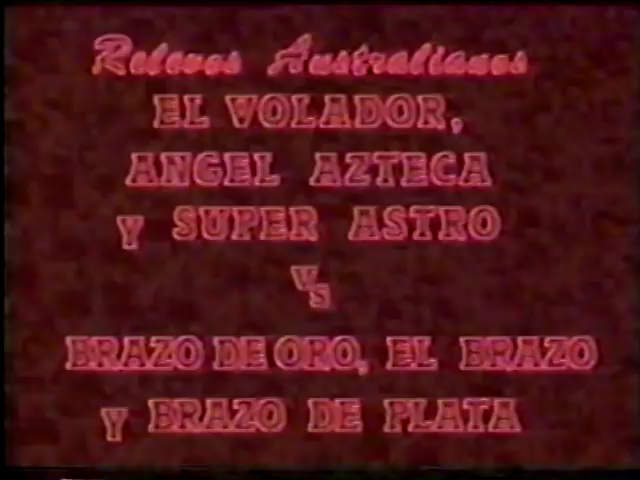 Relevos Australianos
EL VOLADOR,
ANGEL AZTECA
Y SUPER ASTRO
VS
BRAZO DE ORO, EL BRAZO
Y BRAZO DE PLATA